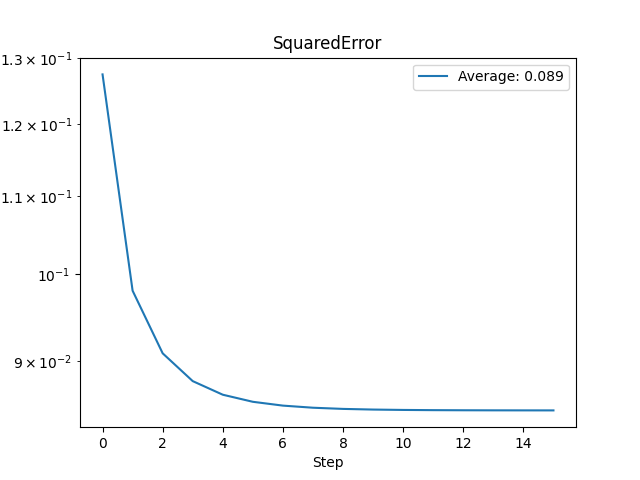 SquaredError
Average: 0.089
1.3 × 10⁻¹
1.2 × 10⁻¹
1.1 × 10⁻¹
10⁻¹
9 × 10⁻²
0 2 4 6 8 10 12 14
Step